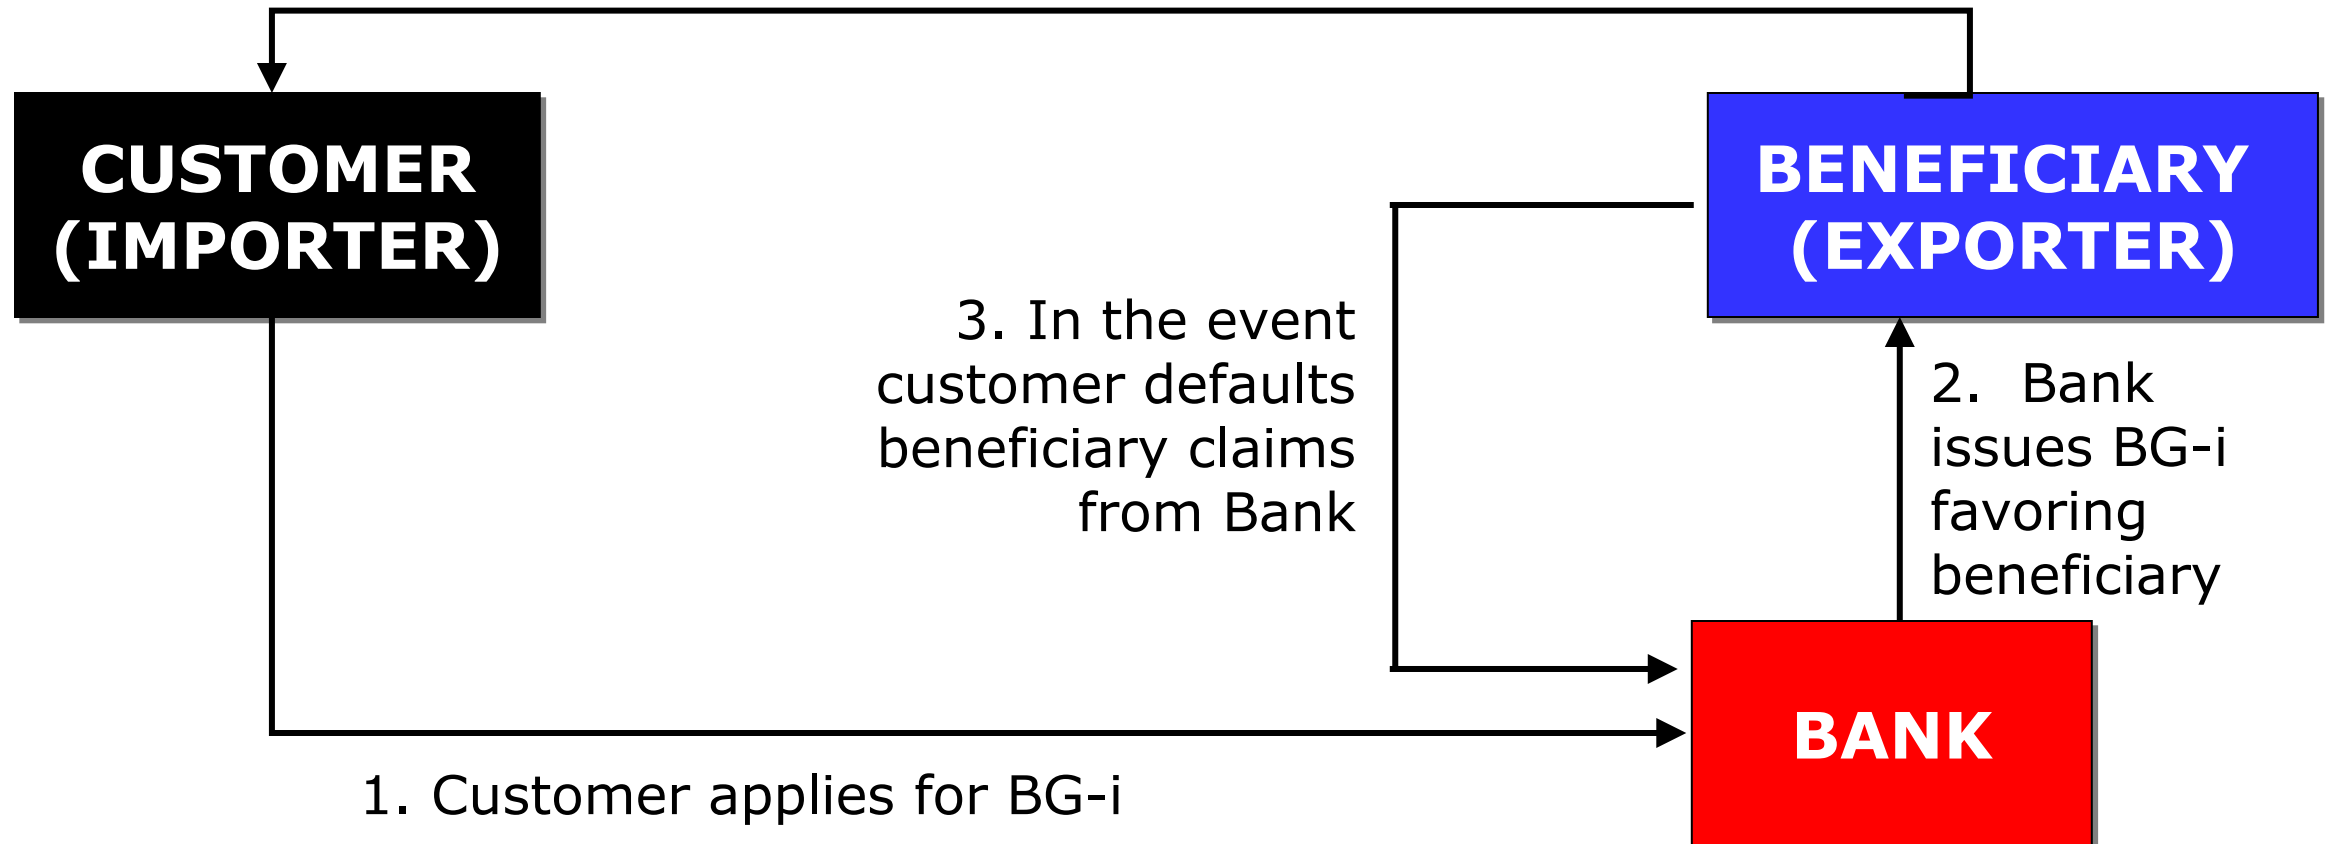 CUSTOMER
(IMPORTER)
BENEFICIARY
(EXPORTER)
3. In the event
customer defaults
beneficiary claims
from Bank
2. Bank
issues BG-i
favoring
beneficiary
BANK
1. Customer applies for BG-i